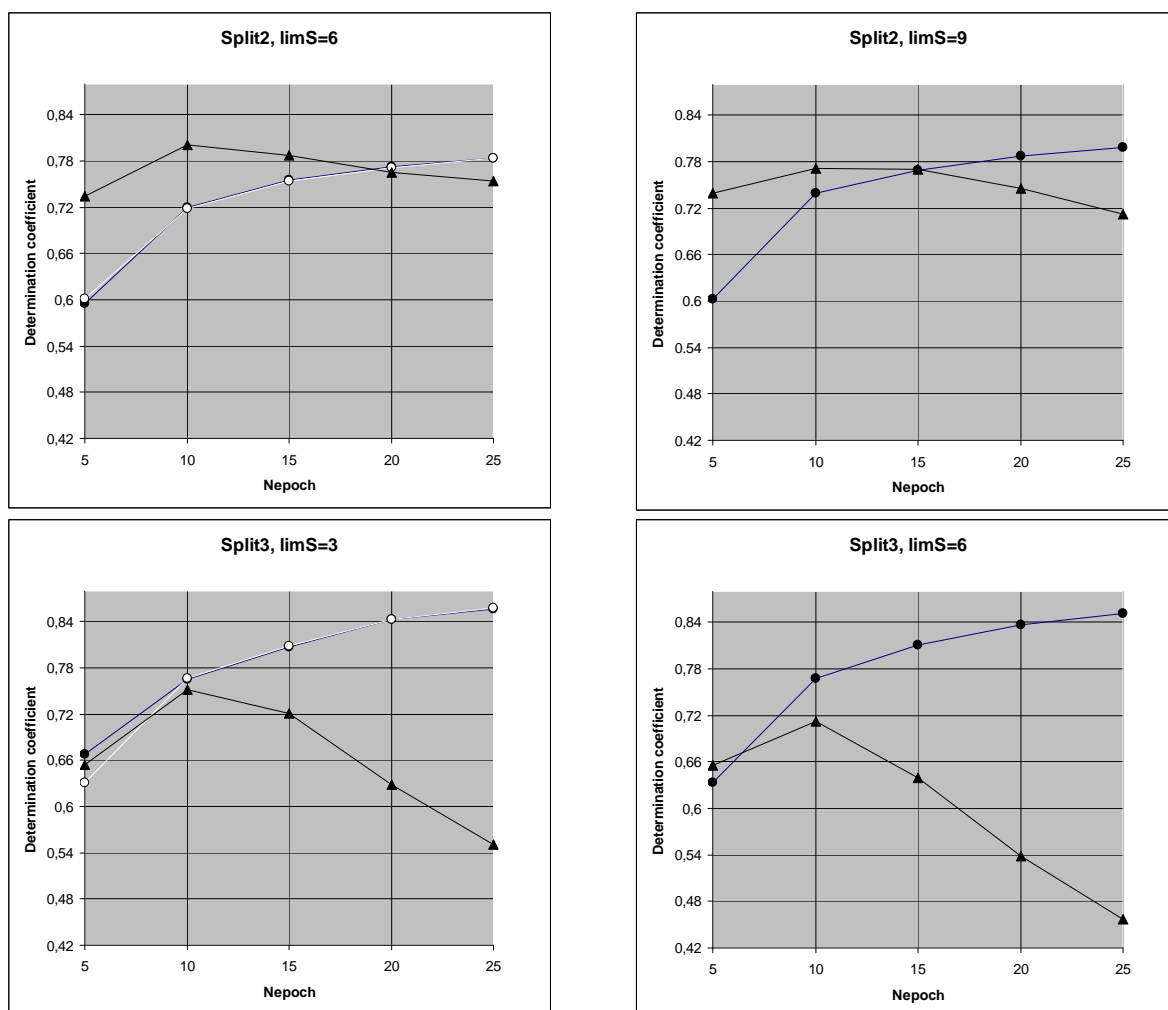 Split2, limS=6
Determination coefficient
0,84
0,78
0,72
0,66
0,6
0,54
0,48
0,42
5 10 15 20 25
Nepoch
Split2, limS=9
Determination coefficient
0.84
0.78
0.72
0.66
0.6
0.54
0.48
0.42
5 10 15 20 25
Nepoch
Split3, limS=3
Determination coefficient
0,84
0,78
0,72
0,66
0,6
0,54
0,48
0,42
5 10 15 20 25
Nepoch
Split3, limS=6
Determination coefficient
0,84
0,78
0,72
0,66
0,6
0,54
0,48
0,42
5 10 15 20 25
Nepoch